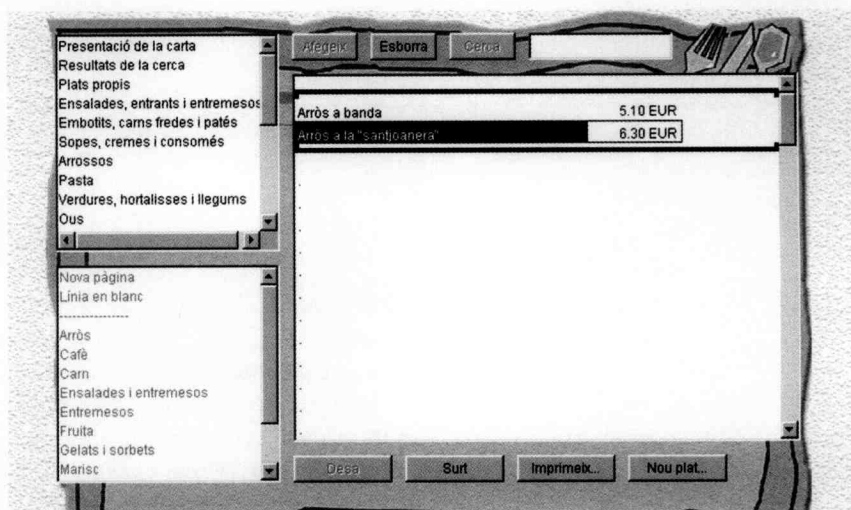 Presentació de la carta
Resultats de la cerca
Plats propis
Ensalades, entrants i entremesos
Embotits, carns fredes i patés
Sopes, cremes i consomés
Arrossos
Pasta
Verdures, hortalisses i llegums
Ous
Nova pàgina
Línia en blanc
----------------
Arròs
Cafè
Carn
Ensalades i entremesos
Entremesos
Fruita
Gelats i sorbets
Marisc
Afegeix Esborra Cerca
Arròs a banda 5.10 EUR
Arròs a la "santjoanera" 6.30 EUR
Desa Surt Imprimeix... Nou plat...